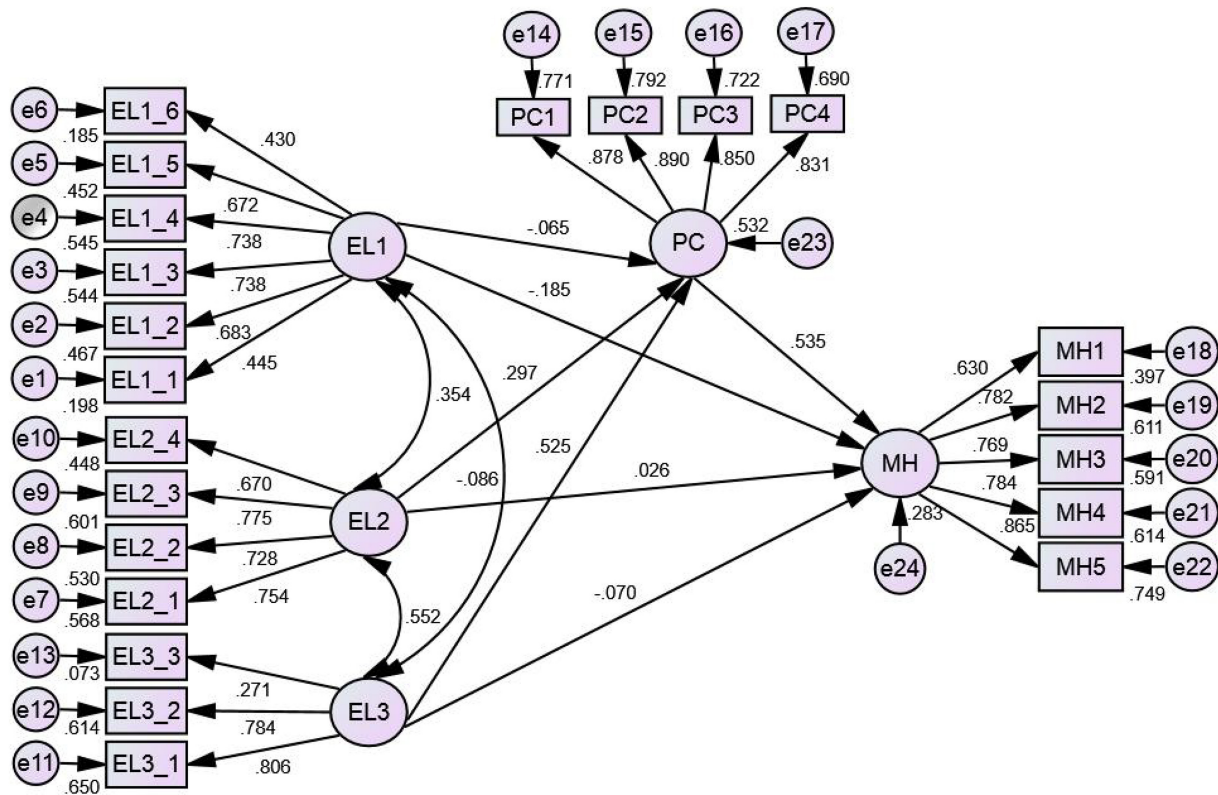 e14
e15
e16
e17
.771
.792
.722
.690
PC1
PC2
PC3
PC4
.878
.890
.850
.831
e6
EL1_6
.185
.430
e5
EL1_5
.452
.672
e4
EL1_4
.545
.738
e3
EL1_3
.544
.738
e2
EL1_2
.467
.683
e1
EL1_1
.198
.445
EL1
-.065
PC
.532
e23
-.185
.535
.297
.354
.525
-.086
e10
EL2_4
.448
.670
e9
EL2_3
.601
.775
e8
EL2_2
.530
.728
e7
EL2_1
.568
.754
EL2
.026
.552
e13
EL3_3
.073
.271
e12
EL3_2
.614
.784
e11
EL3_1
.650
.806
EL3
-.070
MH
.283
e24
.630
MH1
e18
.397
.782
MH2
e19
.611
.769
MH3
e20
.591
.784
MH4
e21
.614
.865
MH5
e22
.749